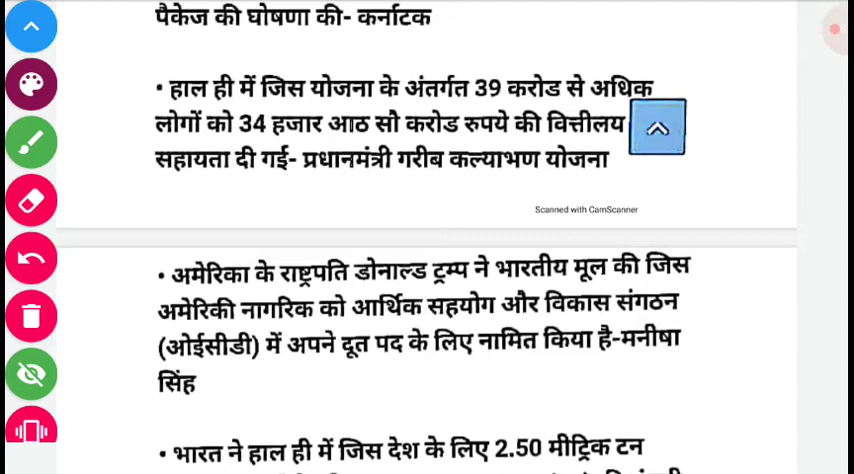 पैकेज की घोषणा की- कर्नाटक
• हाल ही में जिस योजना के अंतर्गत 39 करोड से अधिक
लोगों को 34 हजार आठ सौ करोड रुपये की वित्तीलय
सहायता दी गई- प्रधानमंत्री गरीब कल्याभण योजना
Scanned with CamScanner
• अमेरिका के राष्ट्रपति डोनाल्ड ट्रम्प ने भारतीय मूल की जिस
अमेरिकी नागरिक को आर्थिक सहयोग और विकास संगठन
(ओईसीडी) में अपने दूत पद के लिए नामित किया है-मनीषा
सिंह
• भारत ने हाल ही में जिस देश के लिए 2.50 मीट्रिक टन